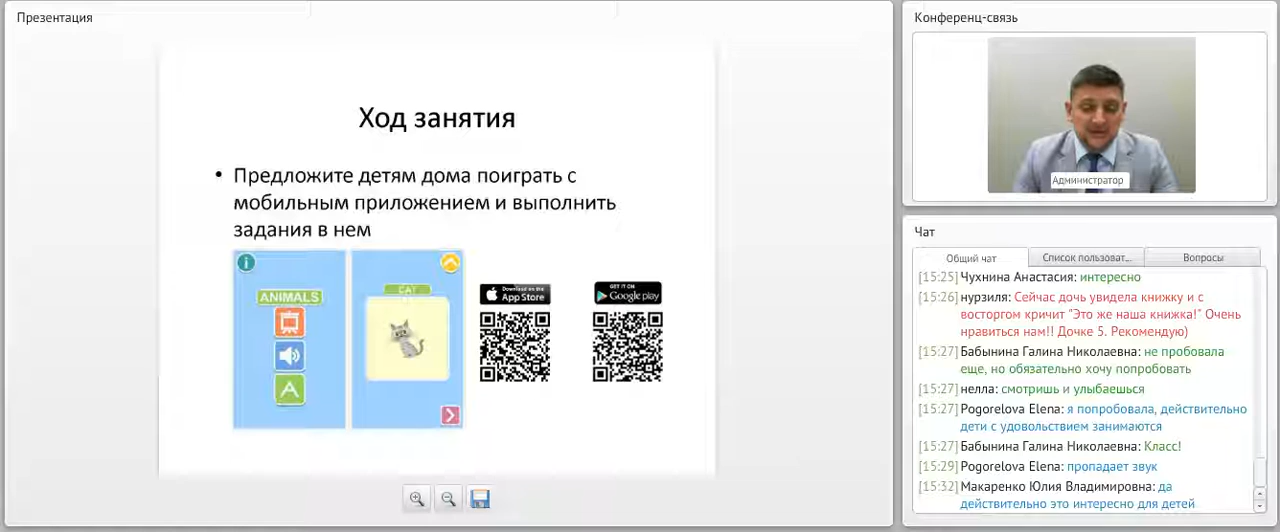 Презентация
Ход занятия
• Предложите детям дома поиграть с
мобильным приложением и выполнить
задания в нем
ANIMALS
A
CAT
Download on the
App Store
GET IT ON
Google play
Конференц-связь
Администратор
Чат
Общий чат
Список пользоват...
Вопросы
[15:25] Чухнина Анастасия: интересно
[15:26] нурзиля: Сейчас дочь увидела книжку и с
восторгом кричит "Это же наша книжка!" Очень
нравиться нам!! Дочке 5. Рекомендую)
[15:27] Бабынина Галина Николаевна: не пробовала
еще, но обязательно хочу попробовать
[15:27] нелла: смотришь и улыбаешься
[15:27] Pogorelova Elena: я попробовала, действительно
дети с удовольствием занимаются
[15:27] Бабынина Галина Николаевна: Класс!
[15:29] Pogorelova Elena: пропадает звук
[15:32] Макаренко Юлия Владимировна: да
действительно это интересно для детей